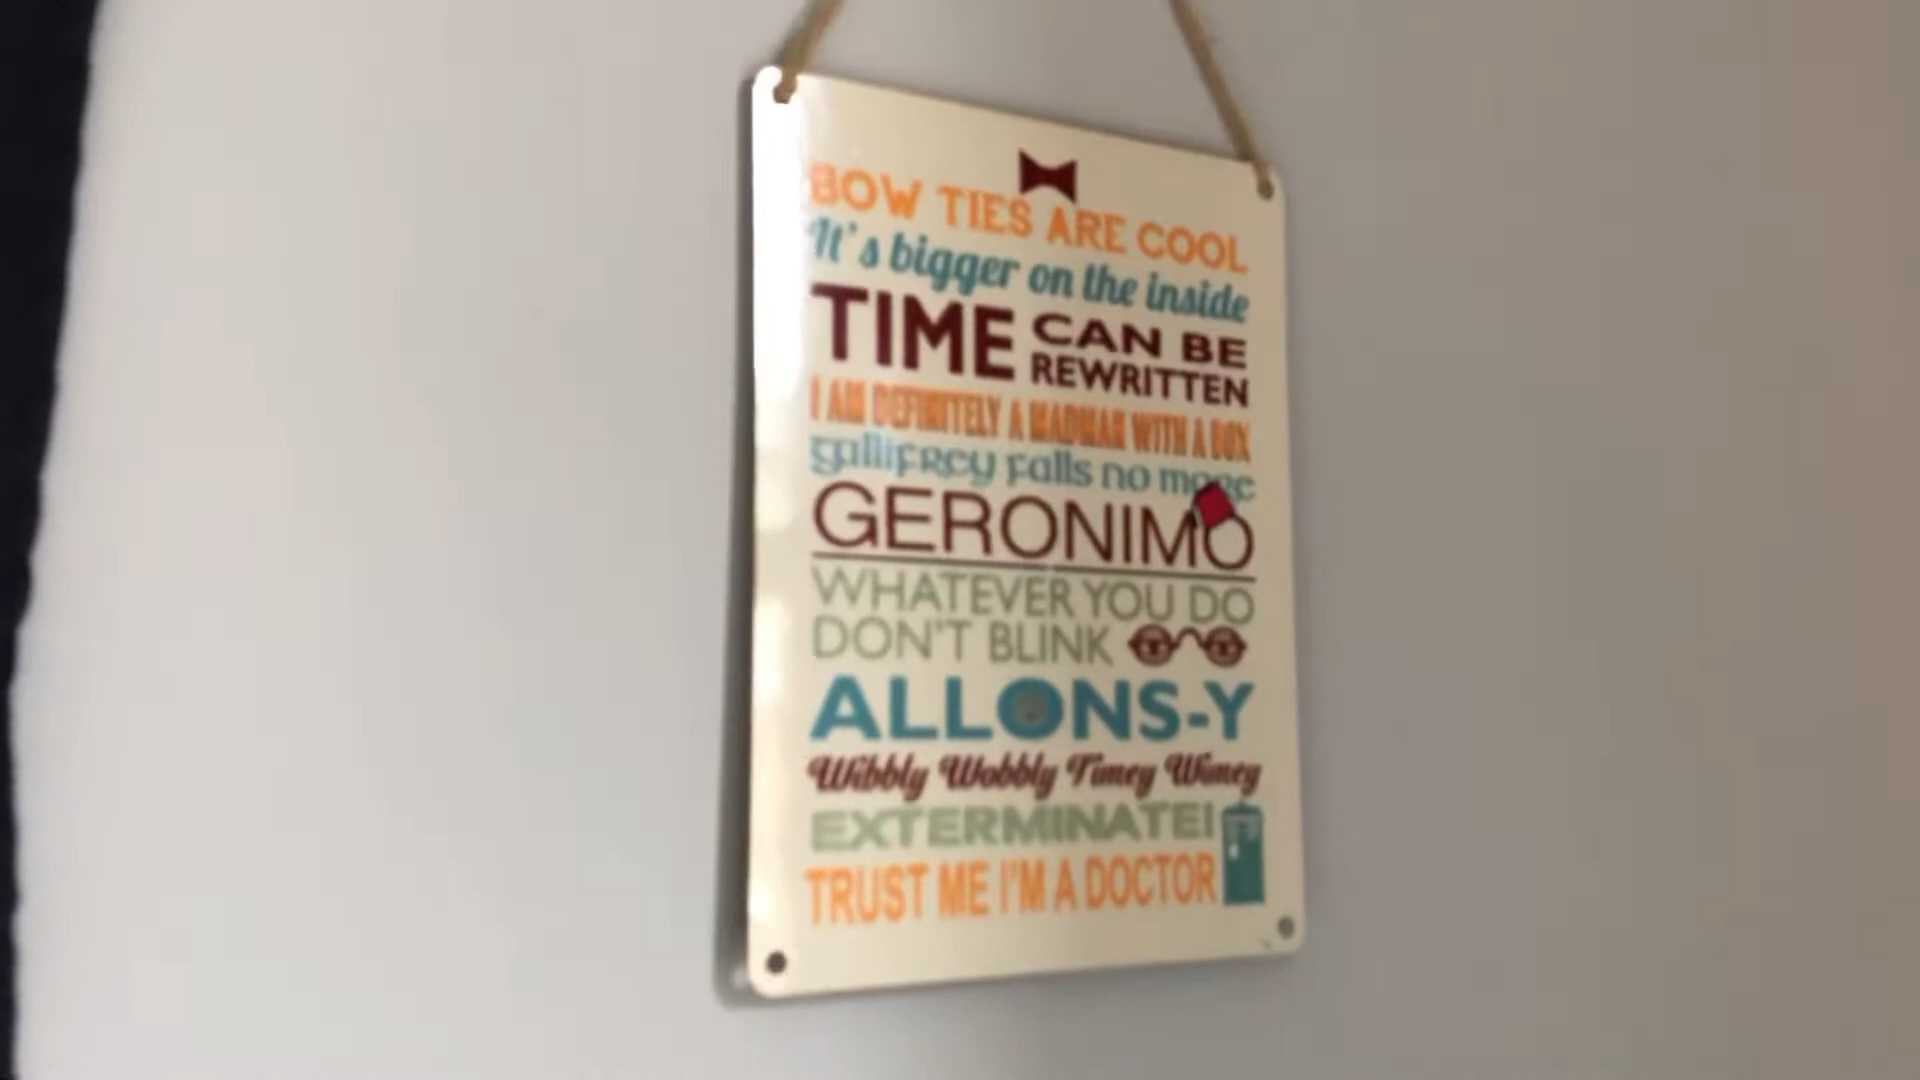 BOW TIES ARE COOL
It's bigger on the inside
TIME CAN BE REWRITTEN
I AM DEFINITELY A MADMAN WITH A BOX
gallifrey falls no more
GERONIMO
WHATEVER YOU DO
DON'T BLINK
ALLONS-Y
Wibbly Wobbly Timey Wimey
EXTERMINATE!
TRUST ME I'M A DOCTOR